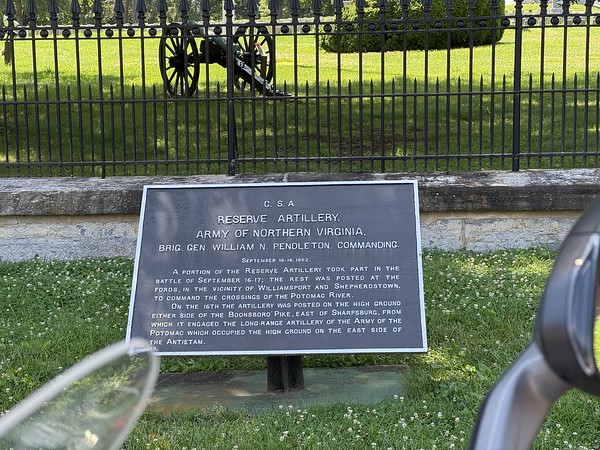 C. S. A.
RESERVE ARTILLERY,
ARMY OF NORTHERN VIRGINIA,
BRIG. GEN. WILLIAM N. PENDLETON, COMMANDING.
SEPTEMBER 16-18, 1862.
A PORTION OF THE RESERVE ARTILLERY TOOK PART IN THE
BATTLE OF SEPTEMBER 16-17; THE REST WAS POSTED AT THE
FORDS, IN THE VICINITY OF WILLIAMSPORT AND SHEPHERDSTOWN,
TO COMMAND THE CROSSINGS OF THE POTOMAC RIVER.
ON THE 16TH THE ARTILLERY WAS POSTED ON THE HIGH GROUND
EITHER SIDE OF THE BOONSBORO PIKE, EAST OF SHARPSBURG, FROM
WHICH IT ENGAGED THE LONG-RANGE ARTILLERY OF THE ARMY OF THE
POTOMAC WHICH OCCUPIED THE HIGH GROUND ON THE EAST SIDE OF
THE ANTIETAM.